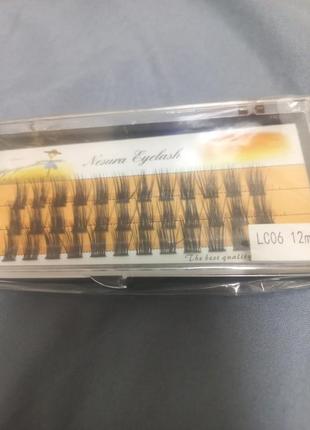 Nesura Eyelash
LC06 12m
The best quality